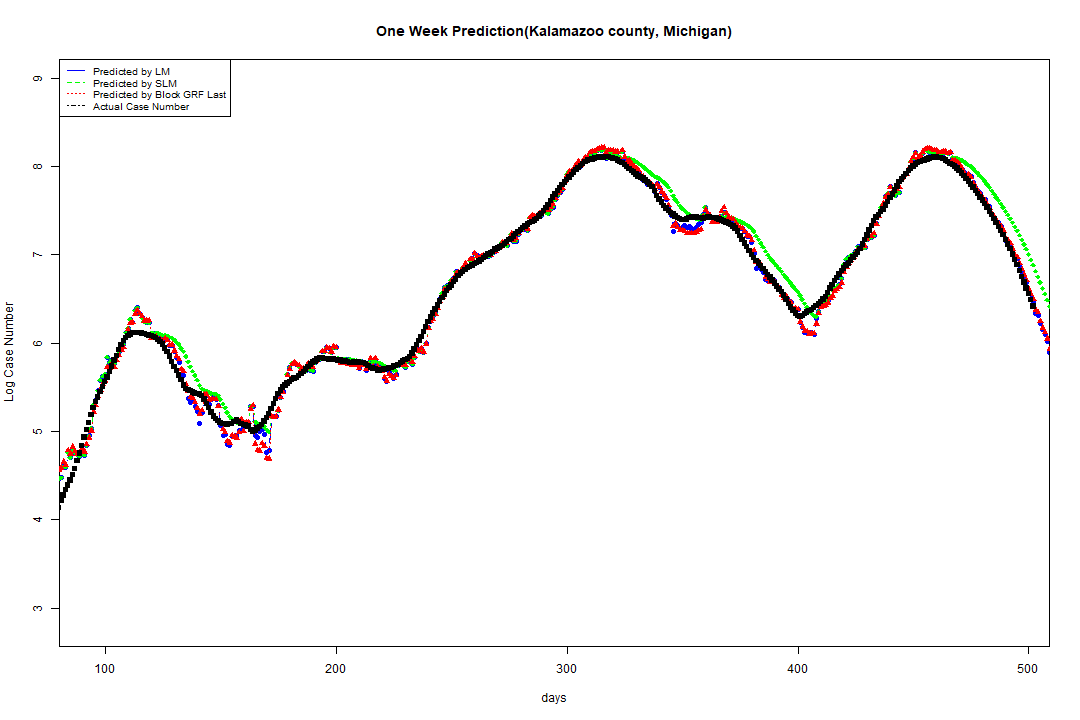 One Week Prediction(Kalamazoo county, Michigan)
Predicted by LM
Predicted by SLM
Predicted by Block GRF Last
Actual Case Number
9
8
7
6
5
4
3
Log Case Number
100 200 300 400 500
days